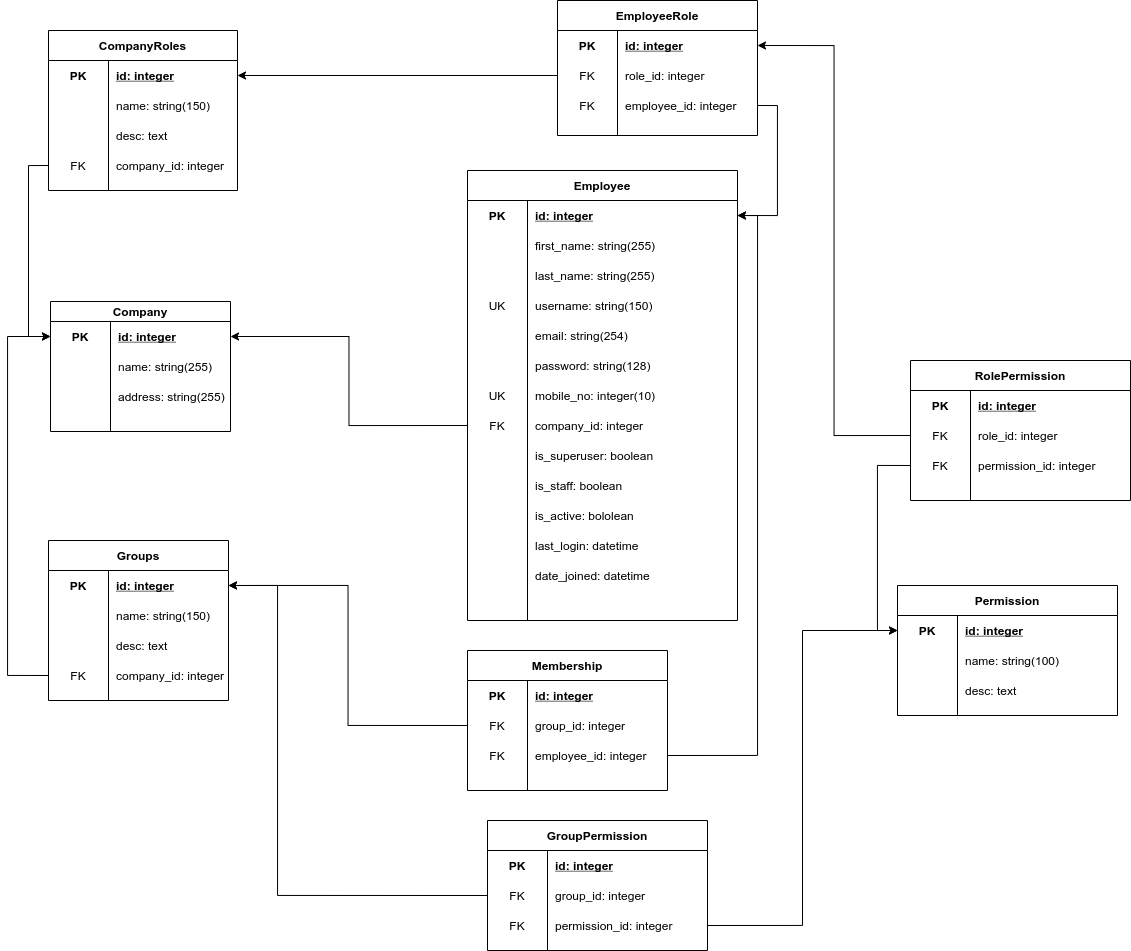 EmployeeRole
PK id: integer
FK role_id: integer
FK employee_id: integer
CompanyRoles
PK id: integer
name: string(150)
desc: text
FK company_id: integer
Employee
PK id: integer
first_name: string(255)
last_name: string(255)
UK username: string(150)
email: string(254)
password: string(128)
UK mobile_no: integer(10)
FK company_id: integer
is_superuser: boolean
is_staff: boolean
is_active: bololean
last_login: datetime
date_joined: datetime
Company
PK id: integer
name: string(255)
address: string(255)
RolePermission
PK id: integer
FK role_id: integer
FK permission_id: integer
Groups
PK id: integer
name: string(150)
desc: text
FK company_id: integer
Permission
PK id: integer
name: string(100)
desc: text
Membership
PK id: integer
FK group_id: integer
FK employee_id: integer
GroupPermission
PK id: integer
FK group_id: integer
FK permission_id: integer